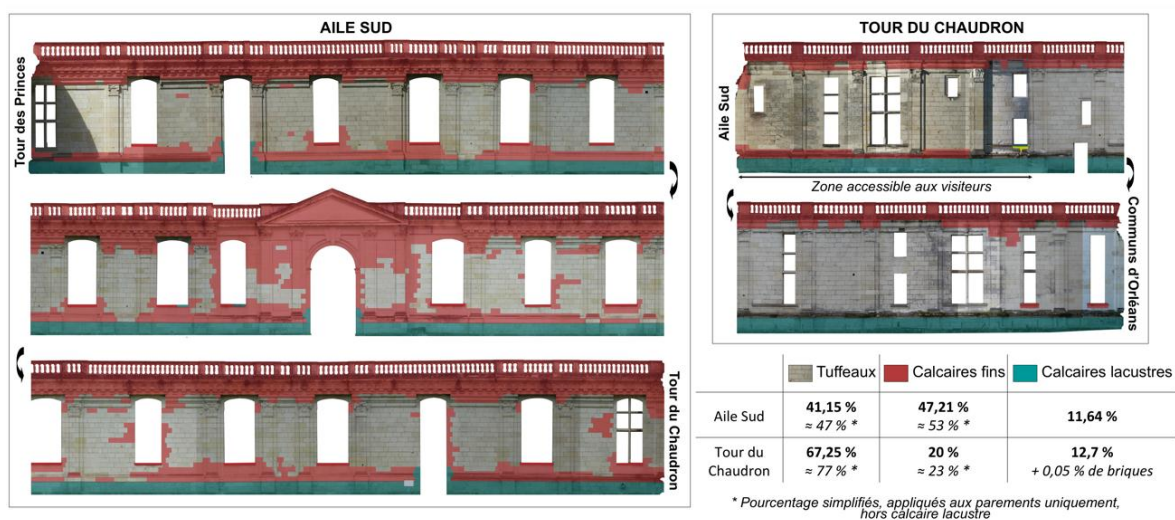 AILE SUD
Tour des Princes
Tour du Chaudron
TOUR DU CHAUDRON
Aile Sud
Zone accessible aux visiteurs
Communs d'Orléans
Tuffeaux Calcaires fins Calcaires lacustres
Aile Sud 41,15 % 47,21 % 11,64 %
≈ 47 % * ≈ 53 % *
Tour du Chaudron 67,25 % 20 % 12,7 %
≈ 77 % * ≈ 23 % * + 0,05 % de briques
* Pourcentage simplifiés, appliqués aux parements uniquement,
hors calcaire lacustre